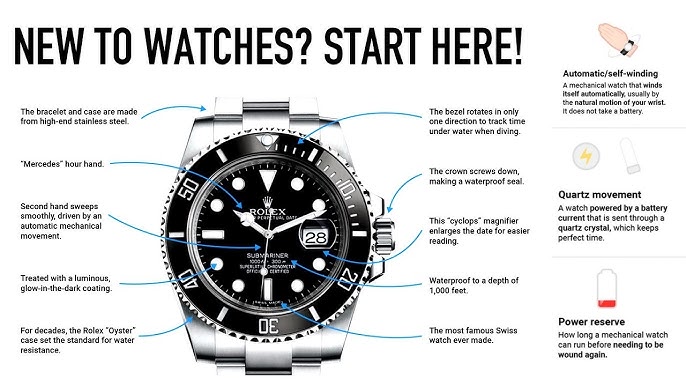 NEW TO WATCHES? START HERE!
The bracelet and case are made
from high-end stainless steel.
"Mercedes" hour hand.
Second hand sweeps
smoothly, driven by an
automatic mechanical
movement.
Treated with a luminous,
glow-in-the-dark coating.
For decades, the Rolex "Oyster"
case set the standard for water
resistance.
50
10
40
20
30
ROLEX
PERPETUAL DATE
28
SUBMARINER
1000ft = 300m
SUPERLATIVE CHRONOMETER
OFFICIALLY CERTIFIED
SWISS MADE
The bezel rotates in only
one direction to track time
under water when diving.
The crown screws down,
making a waterproof seal.
This "cyclops" magnifier
enlarges the date for easier
reading.
Waterproof to a depth of
1,000 feet.
The most famous Swiss
watch ever made.
Automatic/self-winding
A mechanical watch that winds
itself automatically, usually by
the natural motion of your wrist.
It does not take a battery.
Quartz movement
A watch powered by a battery
current that is sent through a
quartz crystal, which keeps
perfect time.
Power reserve
How long a mechanical watch
can run before needing to be
wound again.